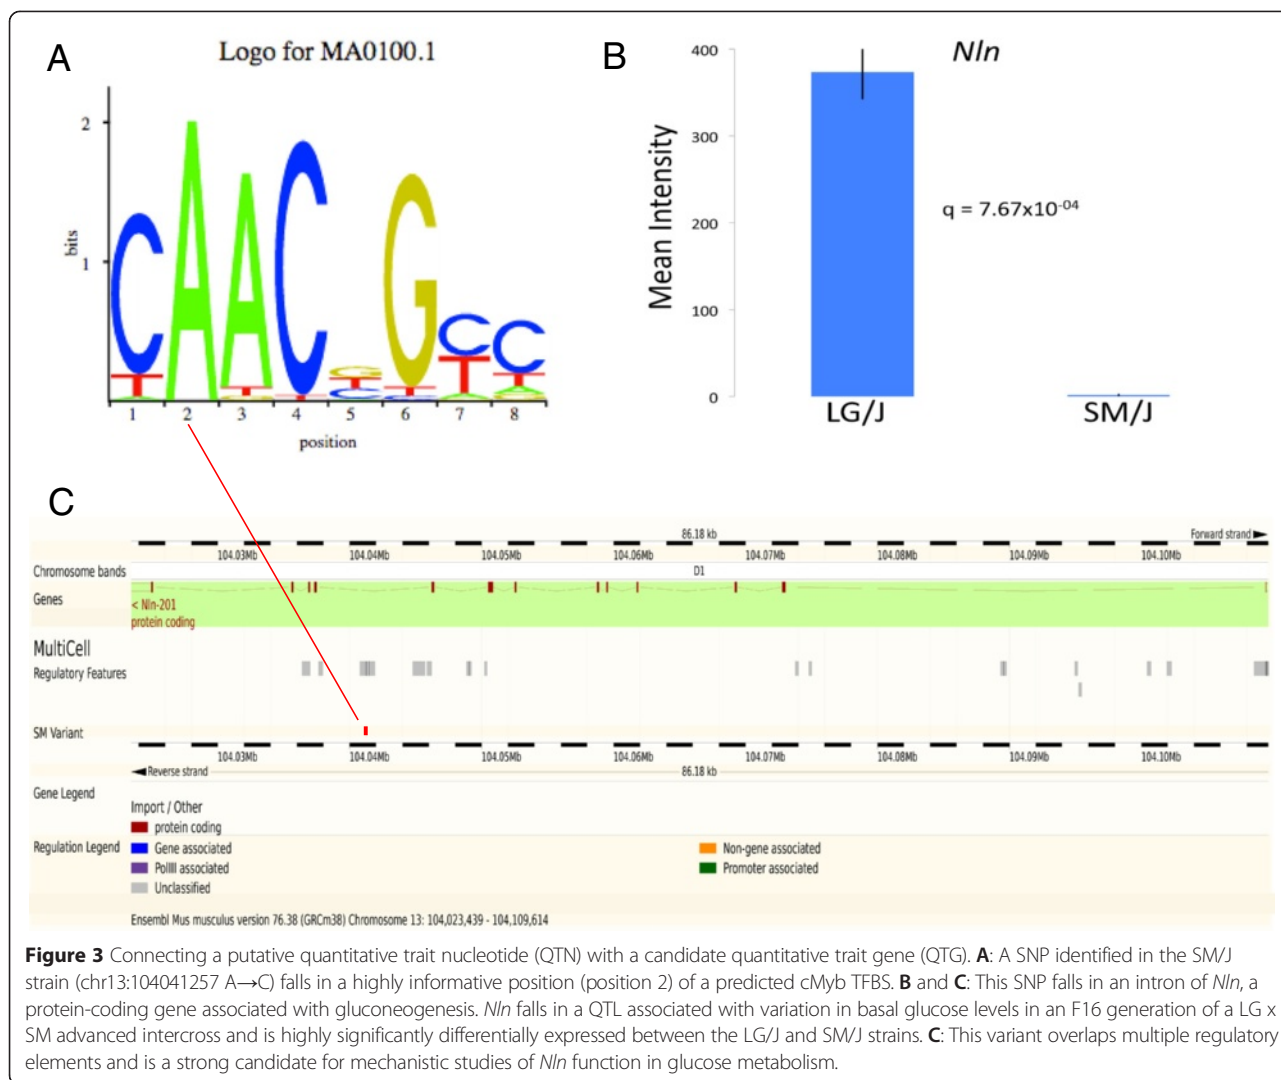 A
Logo for MA0100.1
bits
2
1
C A A C G G C C
T T T T C T T T
A G C A A
G
1 2 3 4 5 6 7 8
position
B
Nln
Mean Intensity
400
300
200
100
0
q = 7.67x10-04
LG/J SM/J
C
86.18 kb Forward strand
104.03Mb 104.04Mb 104.05Mb 104.06Mb 104.07Mb 104.08Mb 104.09Mb 104.10Mb
Chromosome bands D1
Genes
< Nln-201
protein coding
MultiCell
Regulatory Features
SM Variant
104.03Mb 104.04Mb 104.05Mb 104.06Mb 104.07Mb 104.08Mb 104.09Mb 104.10Mb
Reverse strand 86.18 kb
Gene Legend
Import / Other
protein coding
Regulation Legend Gene associated Non-gene associated
PolIII associated Promoter associated
Unclassified
Ensembl Mus musculus version 76.38 (GRCm38) Chromosome 13: 104,023,439 - 104,109,614
Figure 3 Connecting a putative quantitative trait nucleotide (QTN) with a candidate quantitative trait gene (QTG). A: A SNP identified in the SM/J
strain (chr13:104041257 A→C) falls in a highly informative position (position 2) of a predicted cMyb TFBS. B and C: This SNP falls in an intron of Nln, a
protein-coding gene associated with gluconeogenesis. Nln falls in a QTL associated with variation in basal glucose levels in an F16 generation of a LG x
SM advanced intercross and is highly significantly differentially expressed between the LG/J and SM/J strains. C: This variant overlaps multiple regulatory
elements and is a strong candidate for mechanistic studies of Nln function in glucose metabolism.